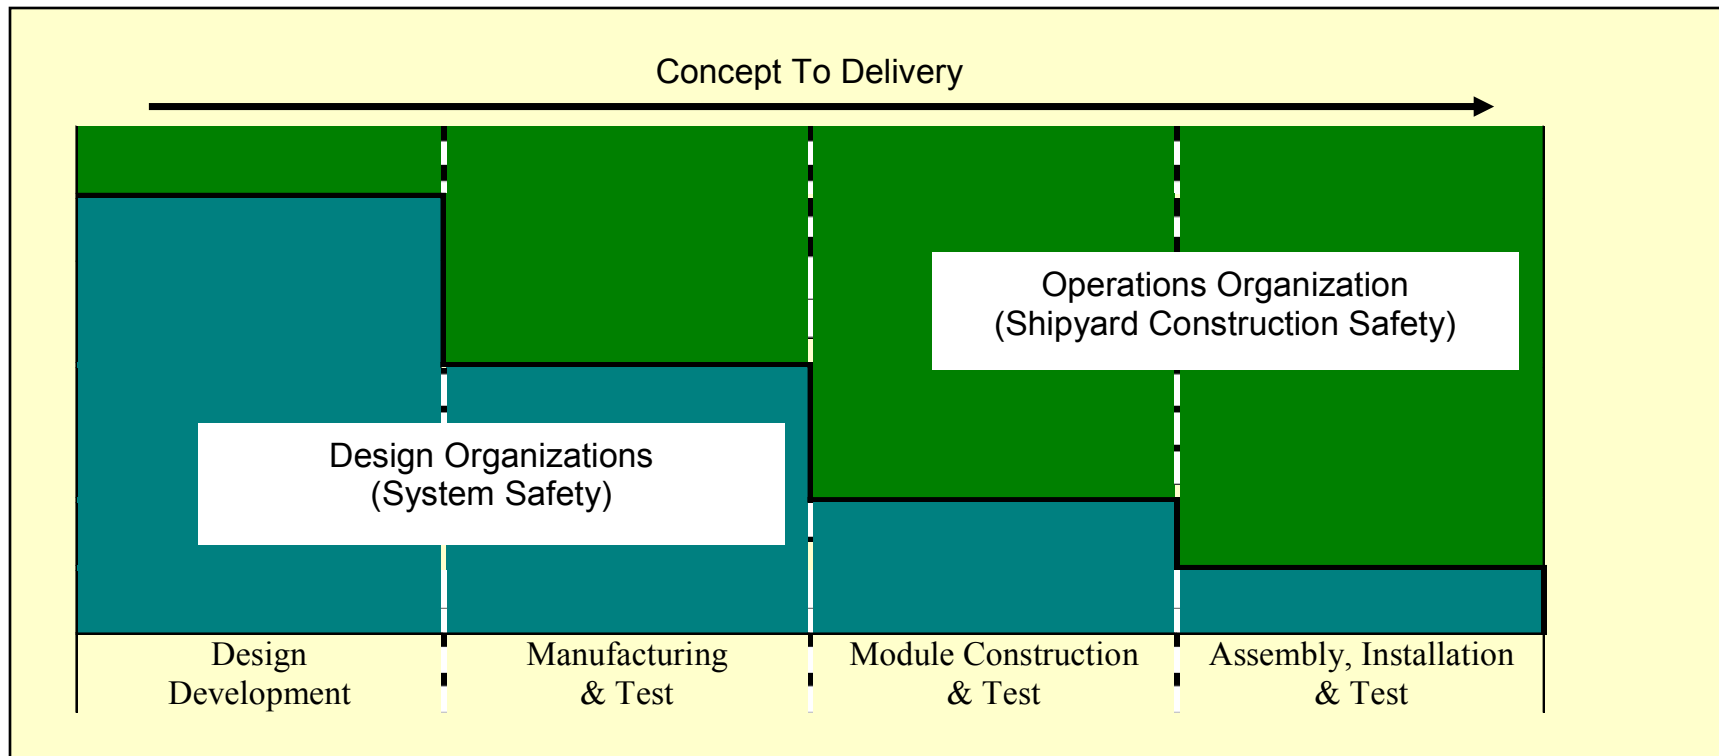 Concept To Delivery
Operations Organization
(Shipyard Construction Safety)
Design Organizations
(System Safety)
Design
Development
Manufacturing
& Test
Module Construction
& Test
Assembly, Installation
& Test